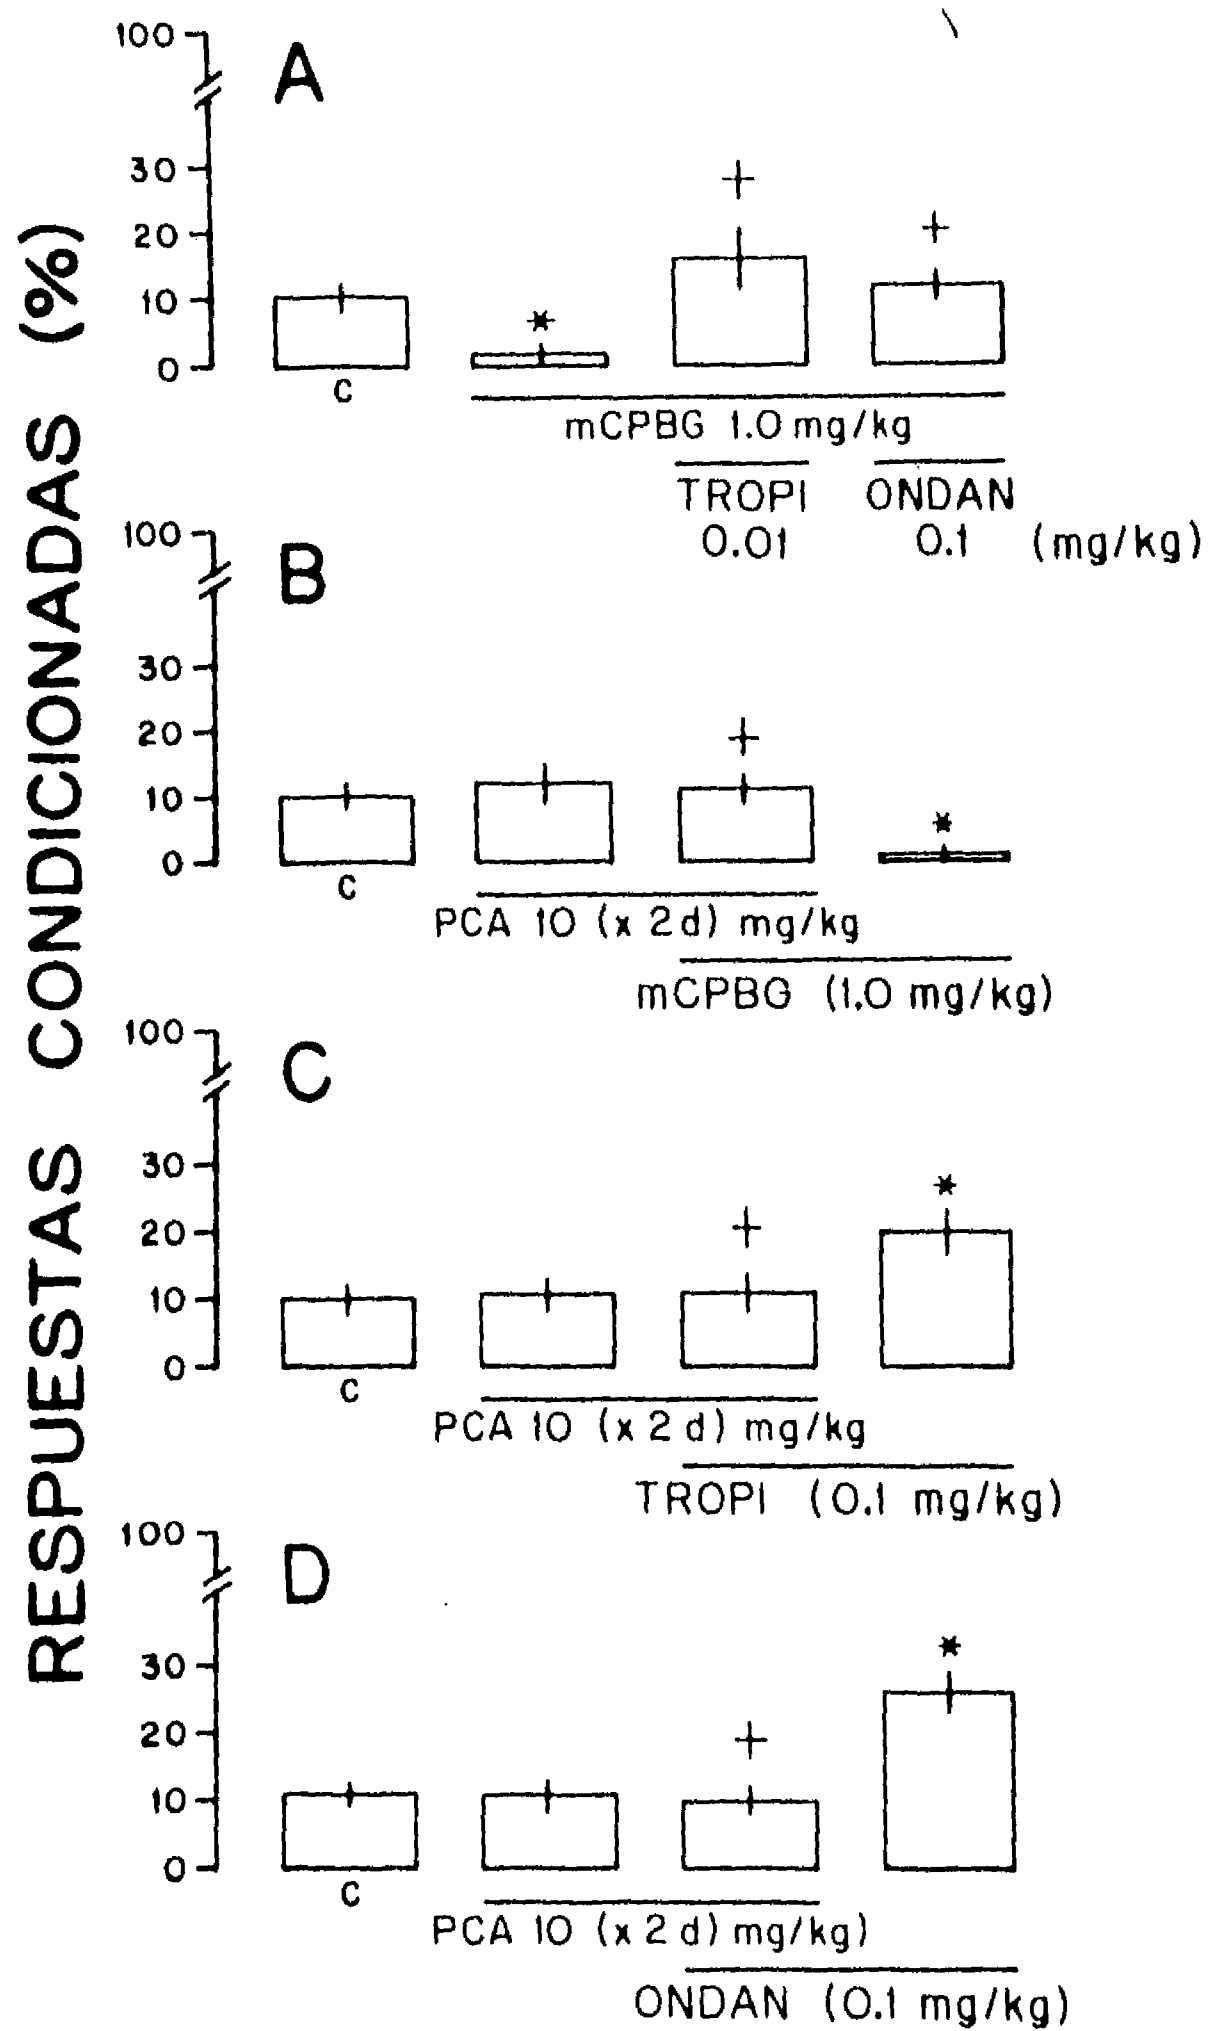 RESPUESTAS CONDICIONADAS (%)
A
100
30
20
10
0
*
+
+
C
mCPBG 1.0 mg/kg
TROPI ONDAN
0.01 0.1 (mg/kg)
B
100
30
20
10
0
+
*
C
PCA 10 (x 2d) mg/kg
mCPBG (1.0 mg/kg)
C
100
30
20
10
0
+
*
C
PCA 10 (x 2 d) mg/kg
TROPI (0.1 mg/kg)
D
100
30
20
10
0
+
*
C
PCA 10 (x 2 d) mg/kg)
ONDAN (0.1 mg/kg)